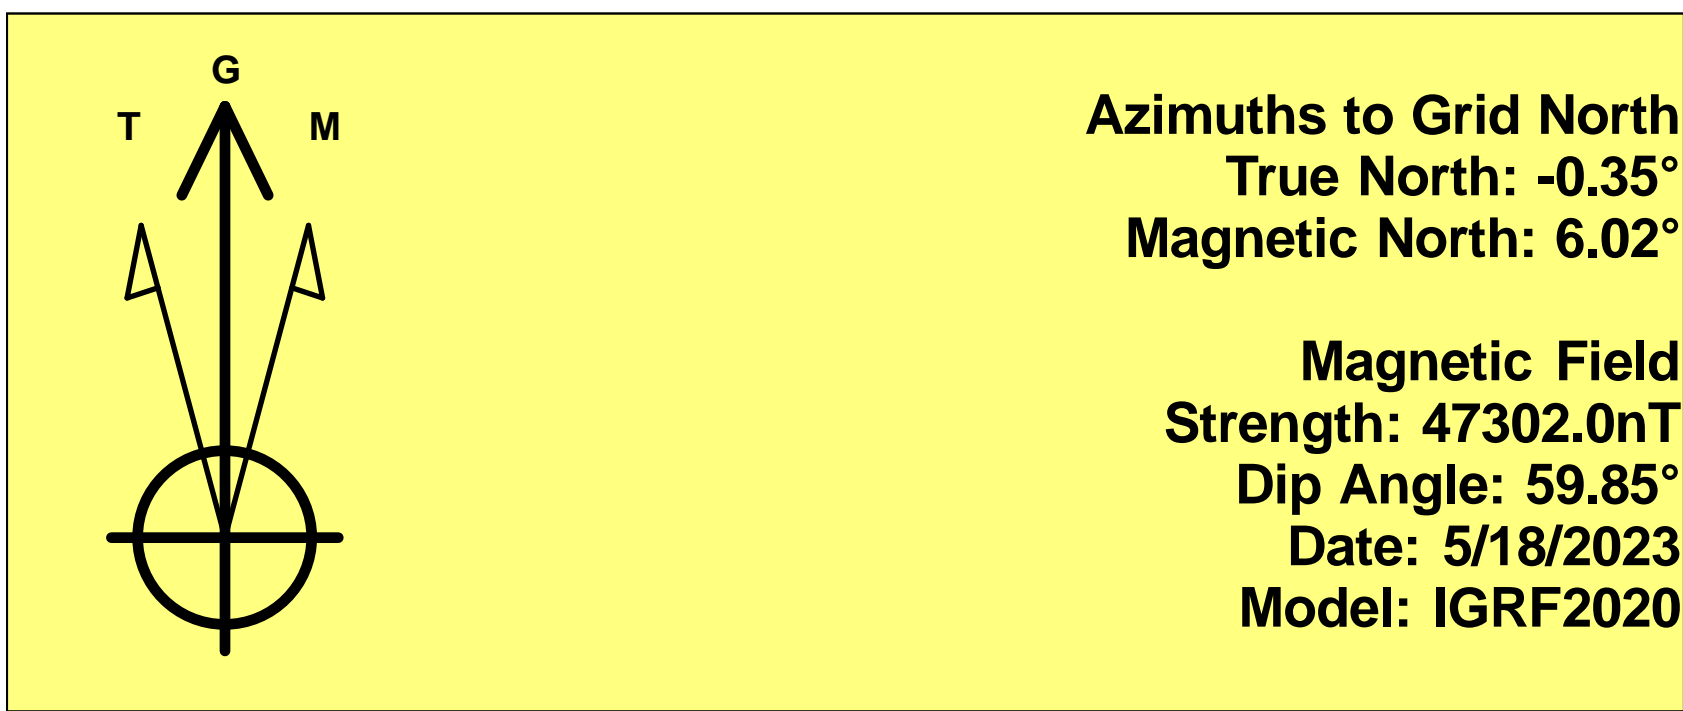 G
T M
Azimuths to Grid North
True North: -0.35°
Magnetic North: 6.02°
Magnetic Field
Strength: 47302.0nT
Dip Angle: 59.85°
Date: 5/18/2023
Model: IGRF2020